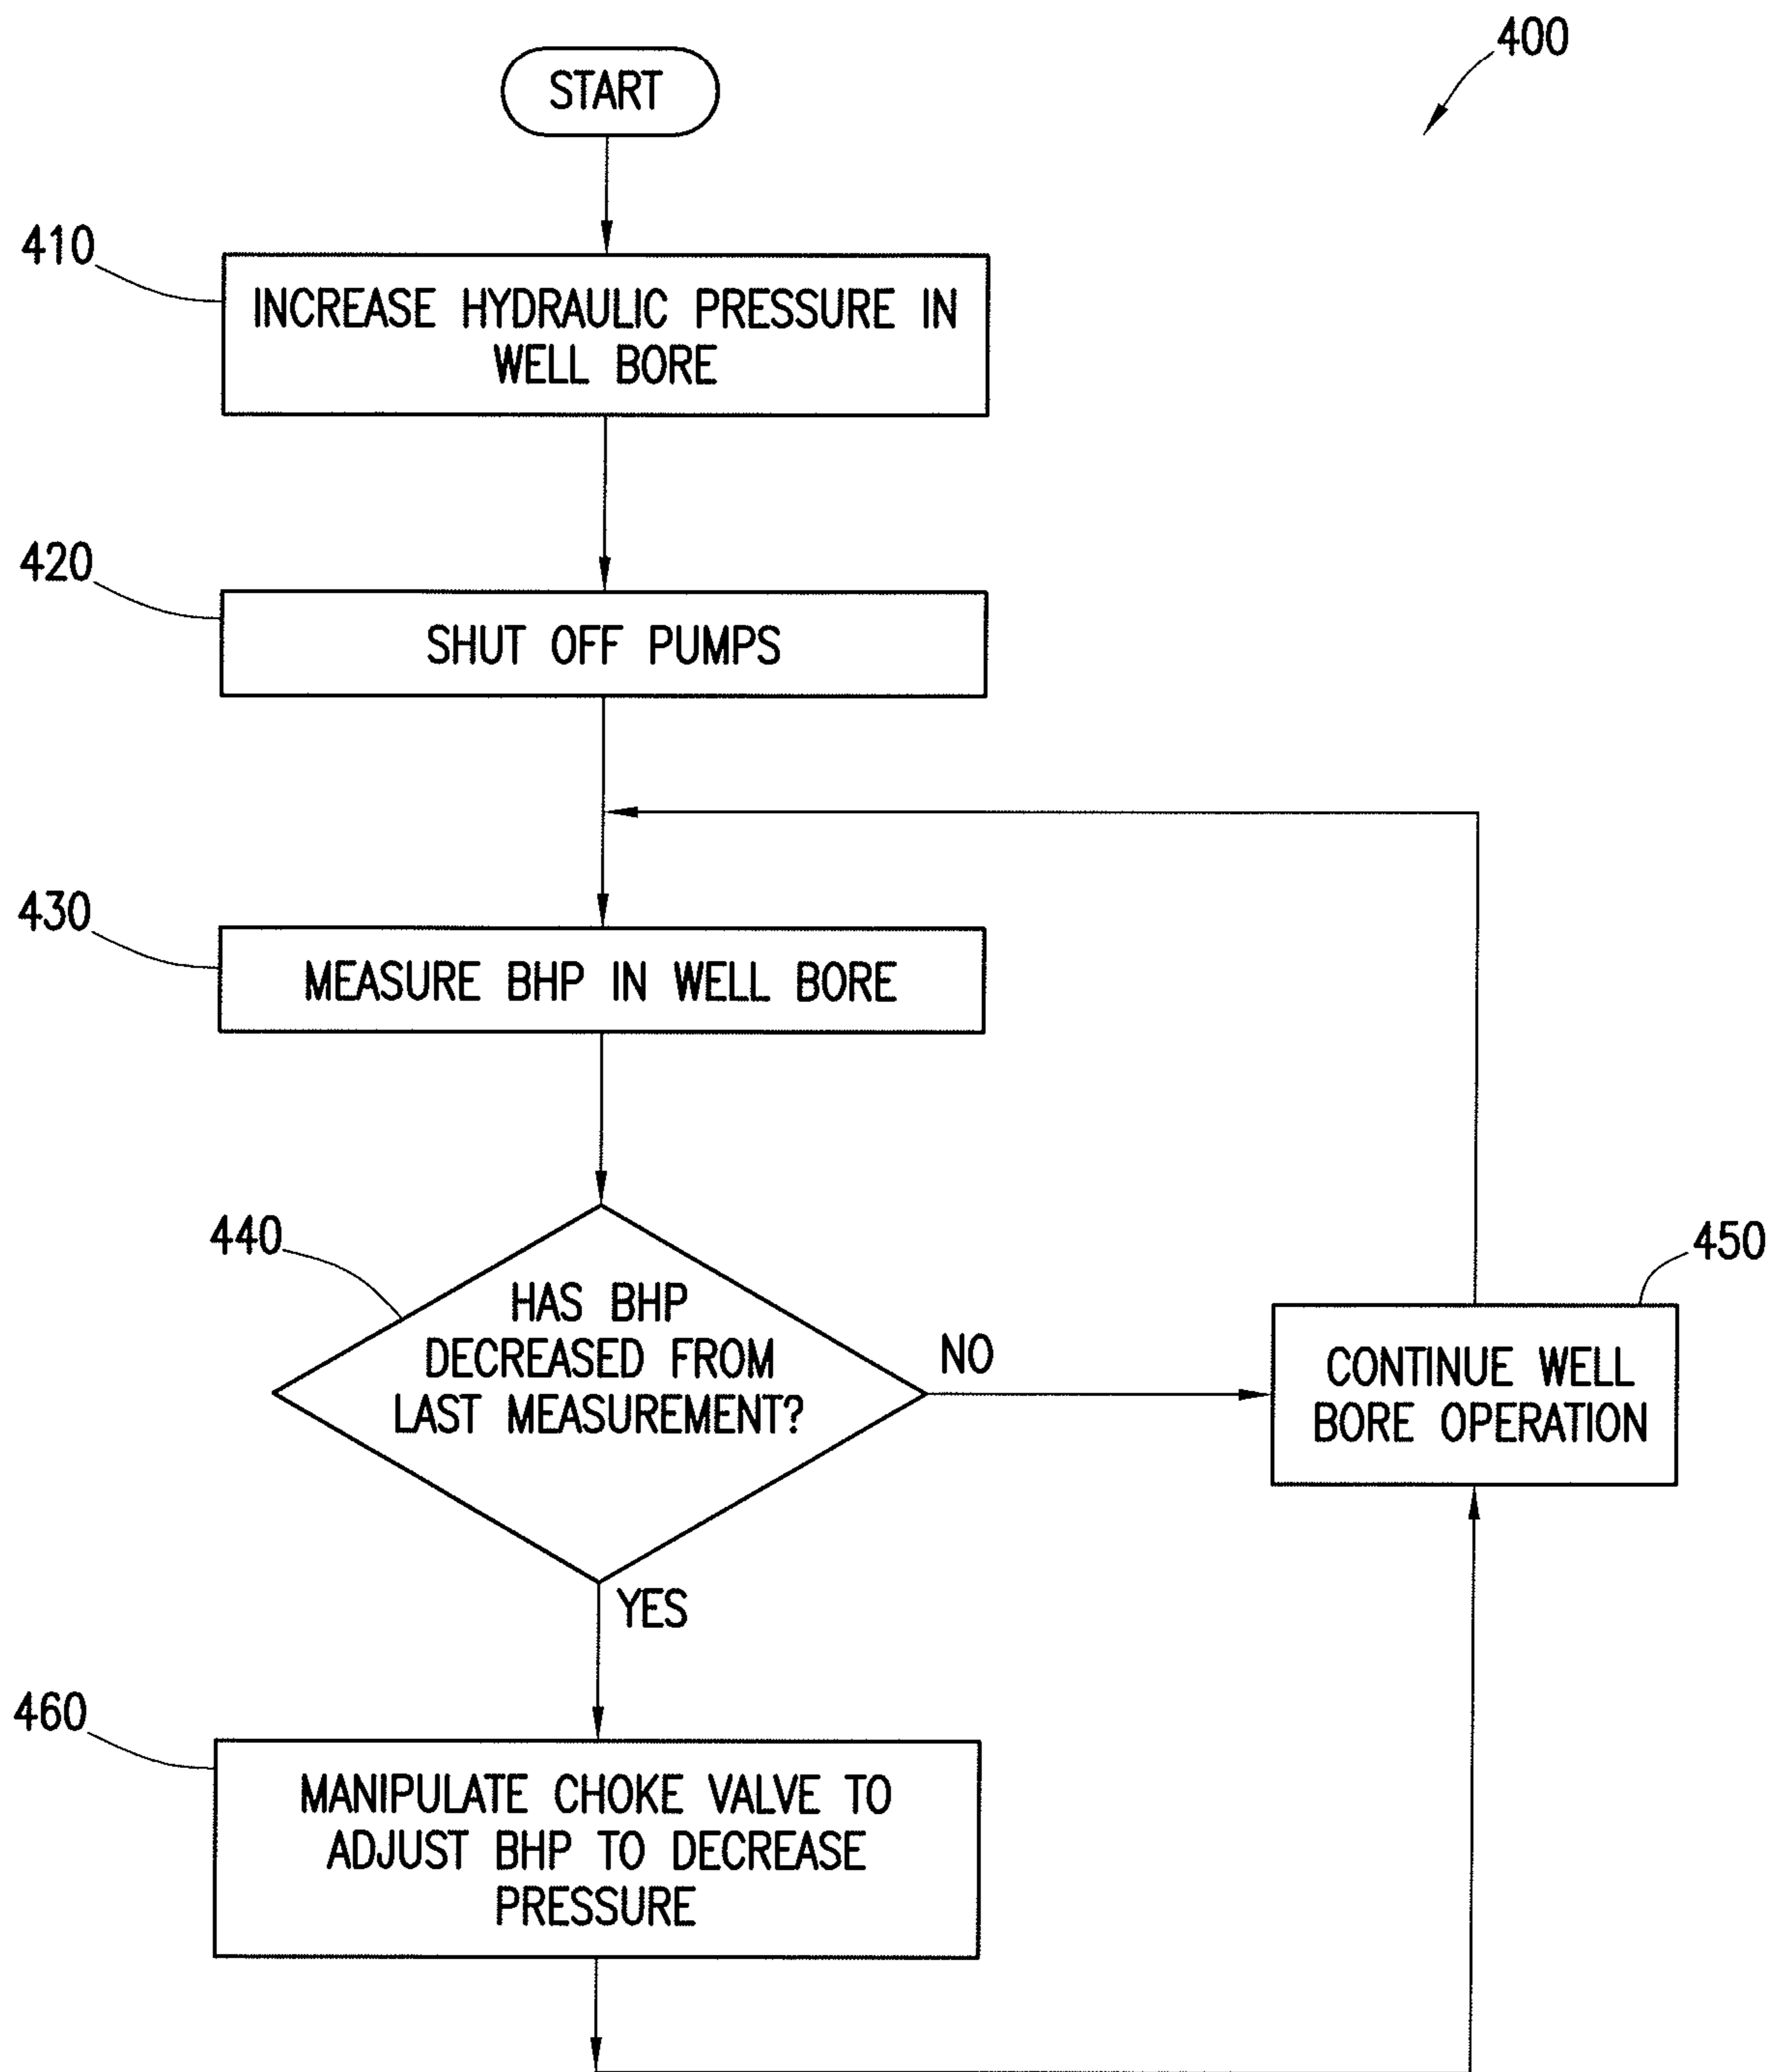 400
START
410
INCREASE HYDRAULIC PRESSURE IN
WELL BORE
420
SHUT OFF PUMPS
430
MEASURE BHP IN WELL BORE
440
HAS BHP
DECREASED FROM
LAST MEASUREMENT?
NO
450
CONTINUE WELL
BORE OPERATION
YES
460
MANIPULATE CHOKE VALVE TO
ADJUST BHP TO DECREASE
PRESSURE